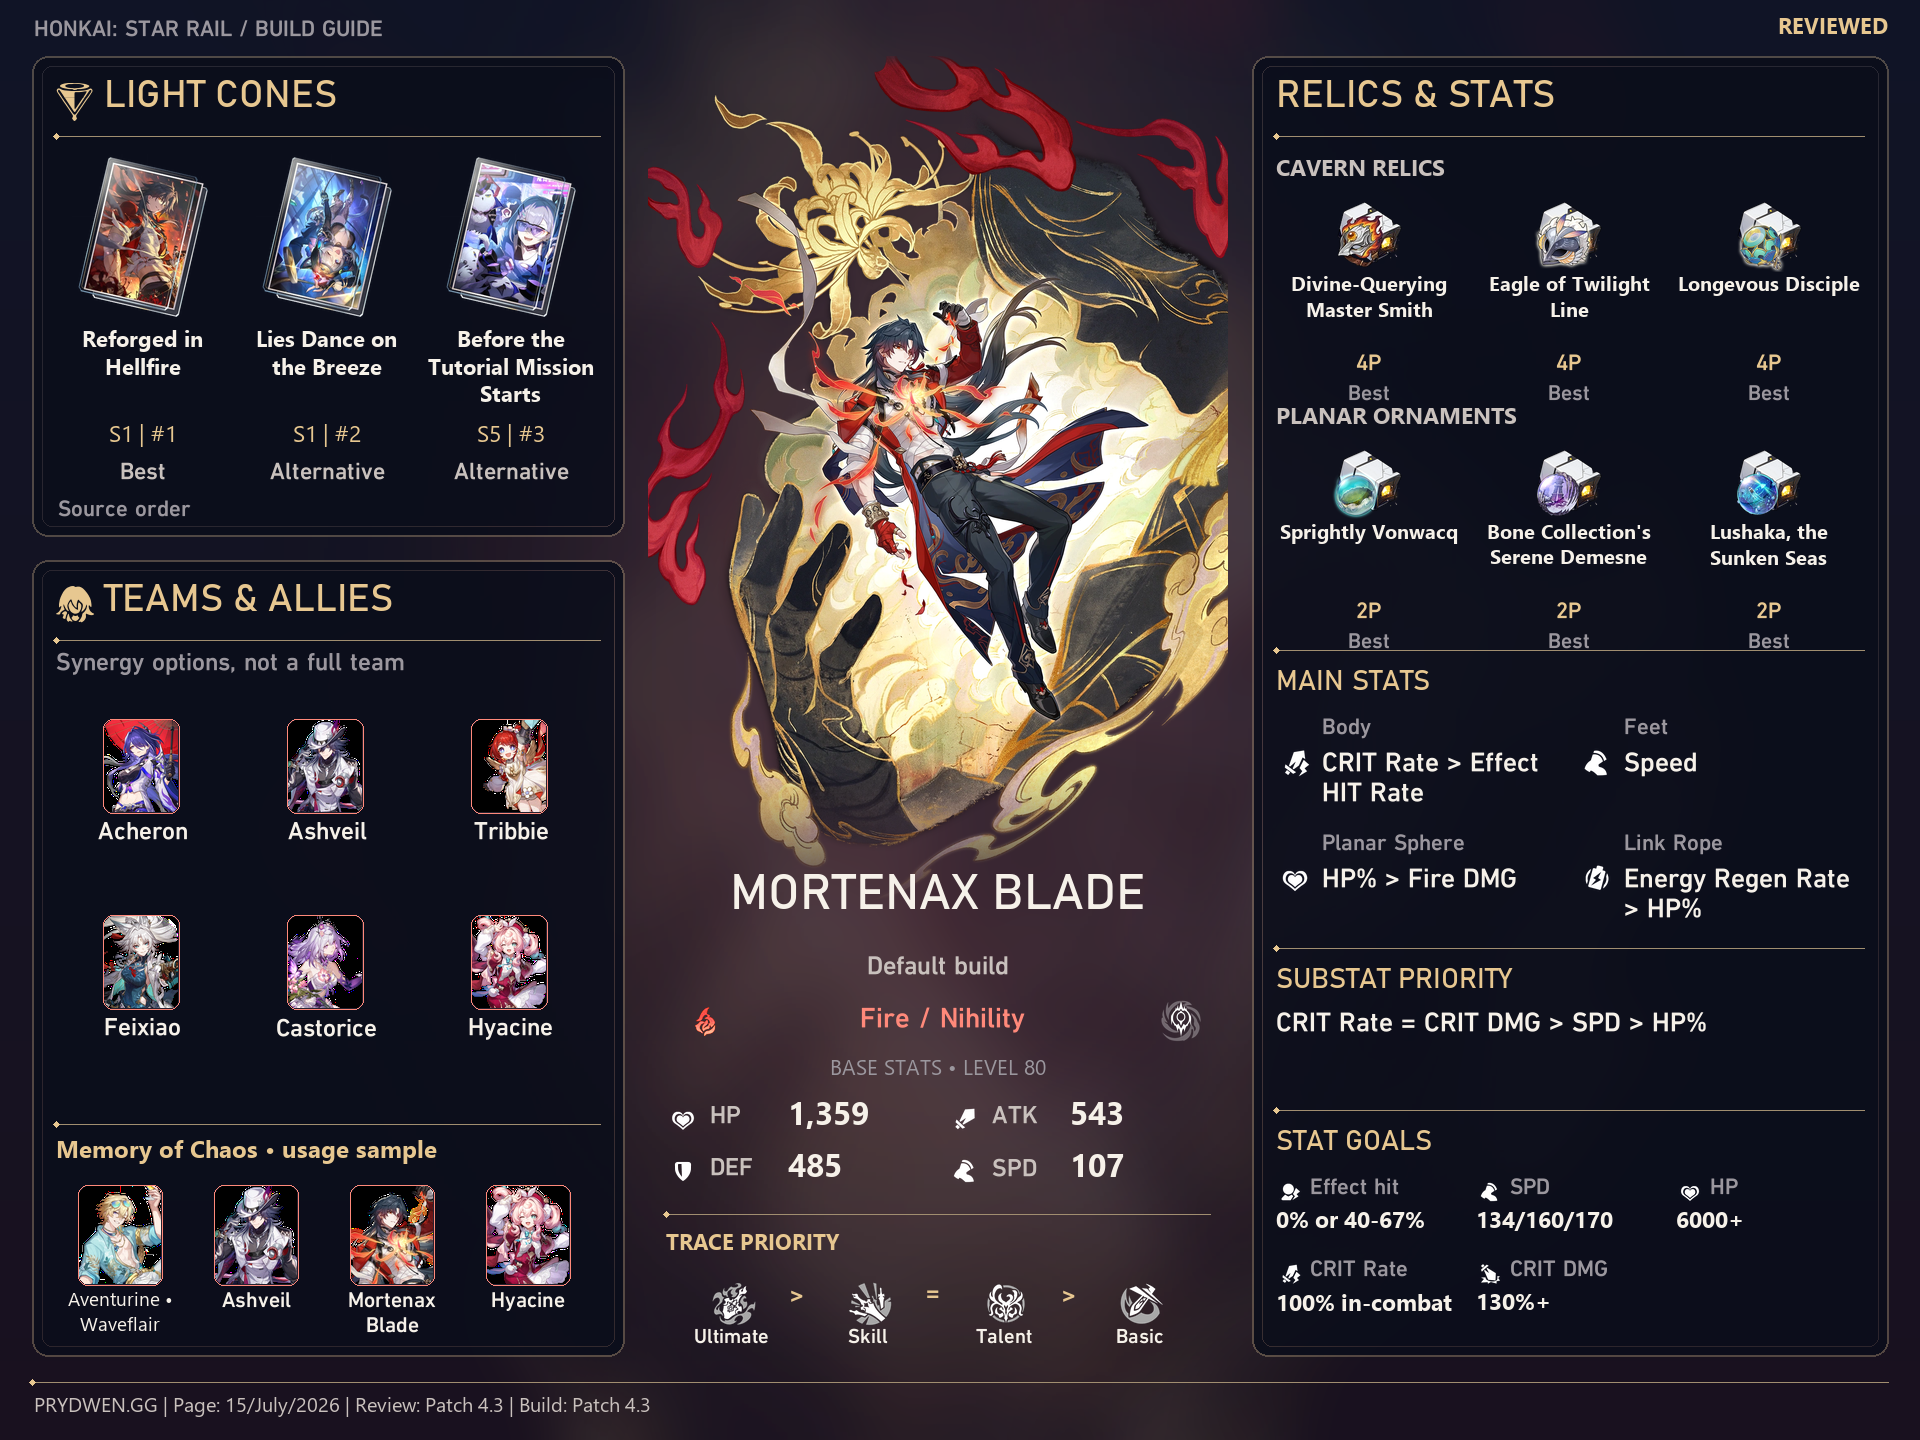 HONKAI: STAR RAIL / BUILD GUIDE
REVIEWED
LIGHT CONES
Reforged in
Hellfire
S1 | #1
Best
Lies Dance on
the Breeze
S1 | #2
Alternative
Before the
Tutorial Mission
Starts
S5 | #3
Alternative
Source order
TEAMS & ALLIES
Synergy options, not a full team
Acheron
Ashveil
Tribbie
Feixiao
Castorice
Hyacine
Memory of Chaos • usage sample
Aventurine •
Waveflair
Ashveil
Mortenax
Blade
Hyacine
MORTENAX BLADE
Default build
Fire / Nihility
BASE STATS • LEVEL 80
HP 1,359
ATK 543
DEF 485
SPD 107
TRACE PRIORITY
Ultimate > Skill = Talent > Basic
RELICS & STATS
CAVERN RELICS
Divine-Querying
Master Smith
4P
Best
Eagle of Twilight
Line
4P
Best
Longevous Disciple
4P
Best
PLANAR ORNAMENTS
Sprightly Vonwacq
2P
Best
Bone Collection's
Serene Demesne
2P
Best
Lushaka, the
Sunken Seas
2P
Best
MAIN STATS
Body
CRIT Rate > Effect
HIT Rate
Feet
Speed
Planar Sphere
HP% > Fire DMG
Link Rope
Energy Regen Rate
> HP%
SUBSTAT PRIORITY
CRIT Rate = CRIT DMG > SPD > HP%
STAT GOALS
Effect hit
0% or 40-67%
SPD
134/160/170
HP
6000+
CRIT Rate
100% in-combat
CRIT DMG
130%+
PRYDWEN.GG | Page: 15/July/2026 | Review: Patch 4.3 | Build: Patch 4.3